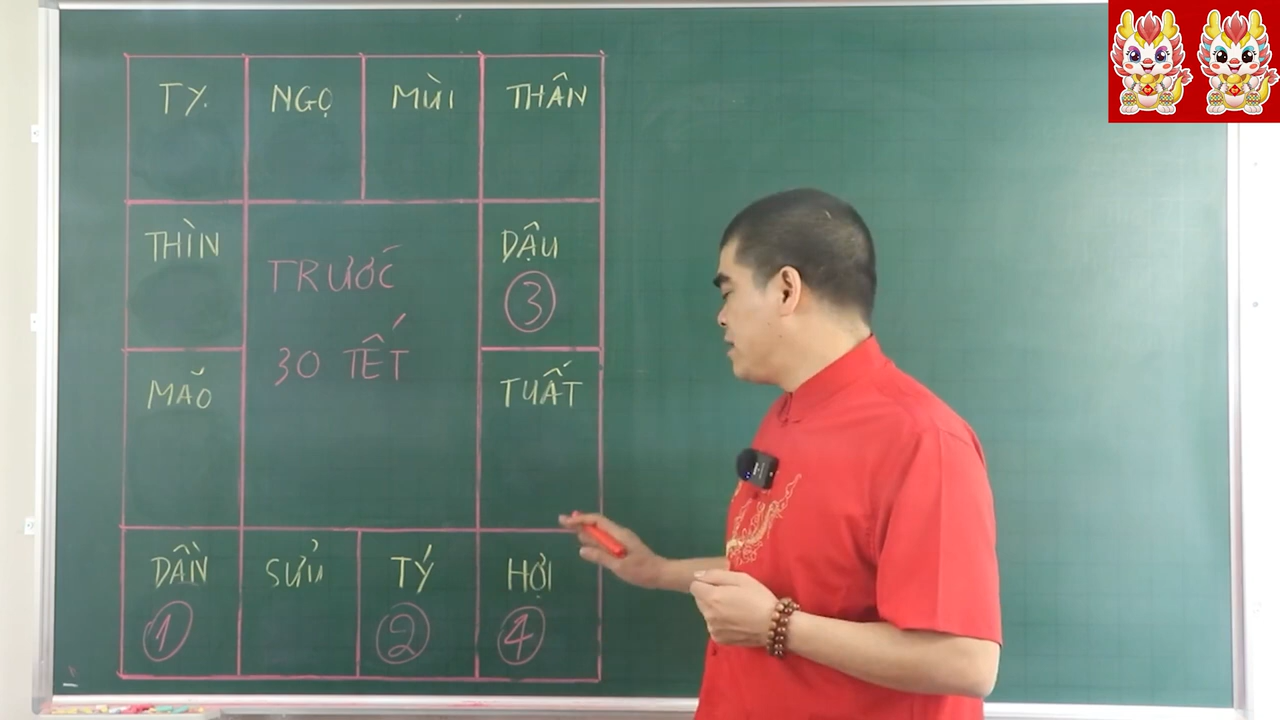 TỴ
NGỌ
MÙI
THÂN
THÌN
TRƯỚC
30 TẾT
DẬU
3
MÃO
TUẤT
DẦN
SỬU
TÝ
HỢI
1
2
4